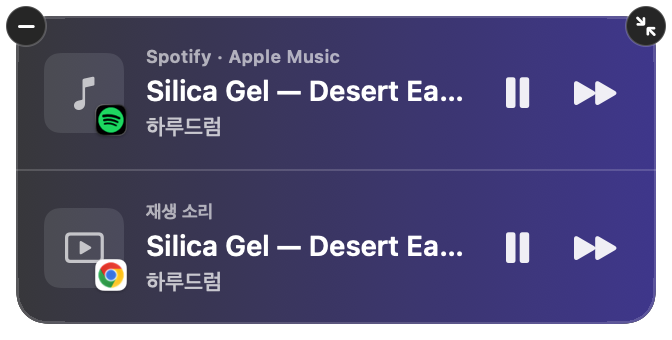 Spotify · Apple Music
Silica Gel — Desert Ea...
하루드럼
재생 소리
Silica Gel — Desert Ea...
하루드럼